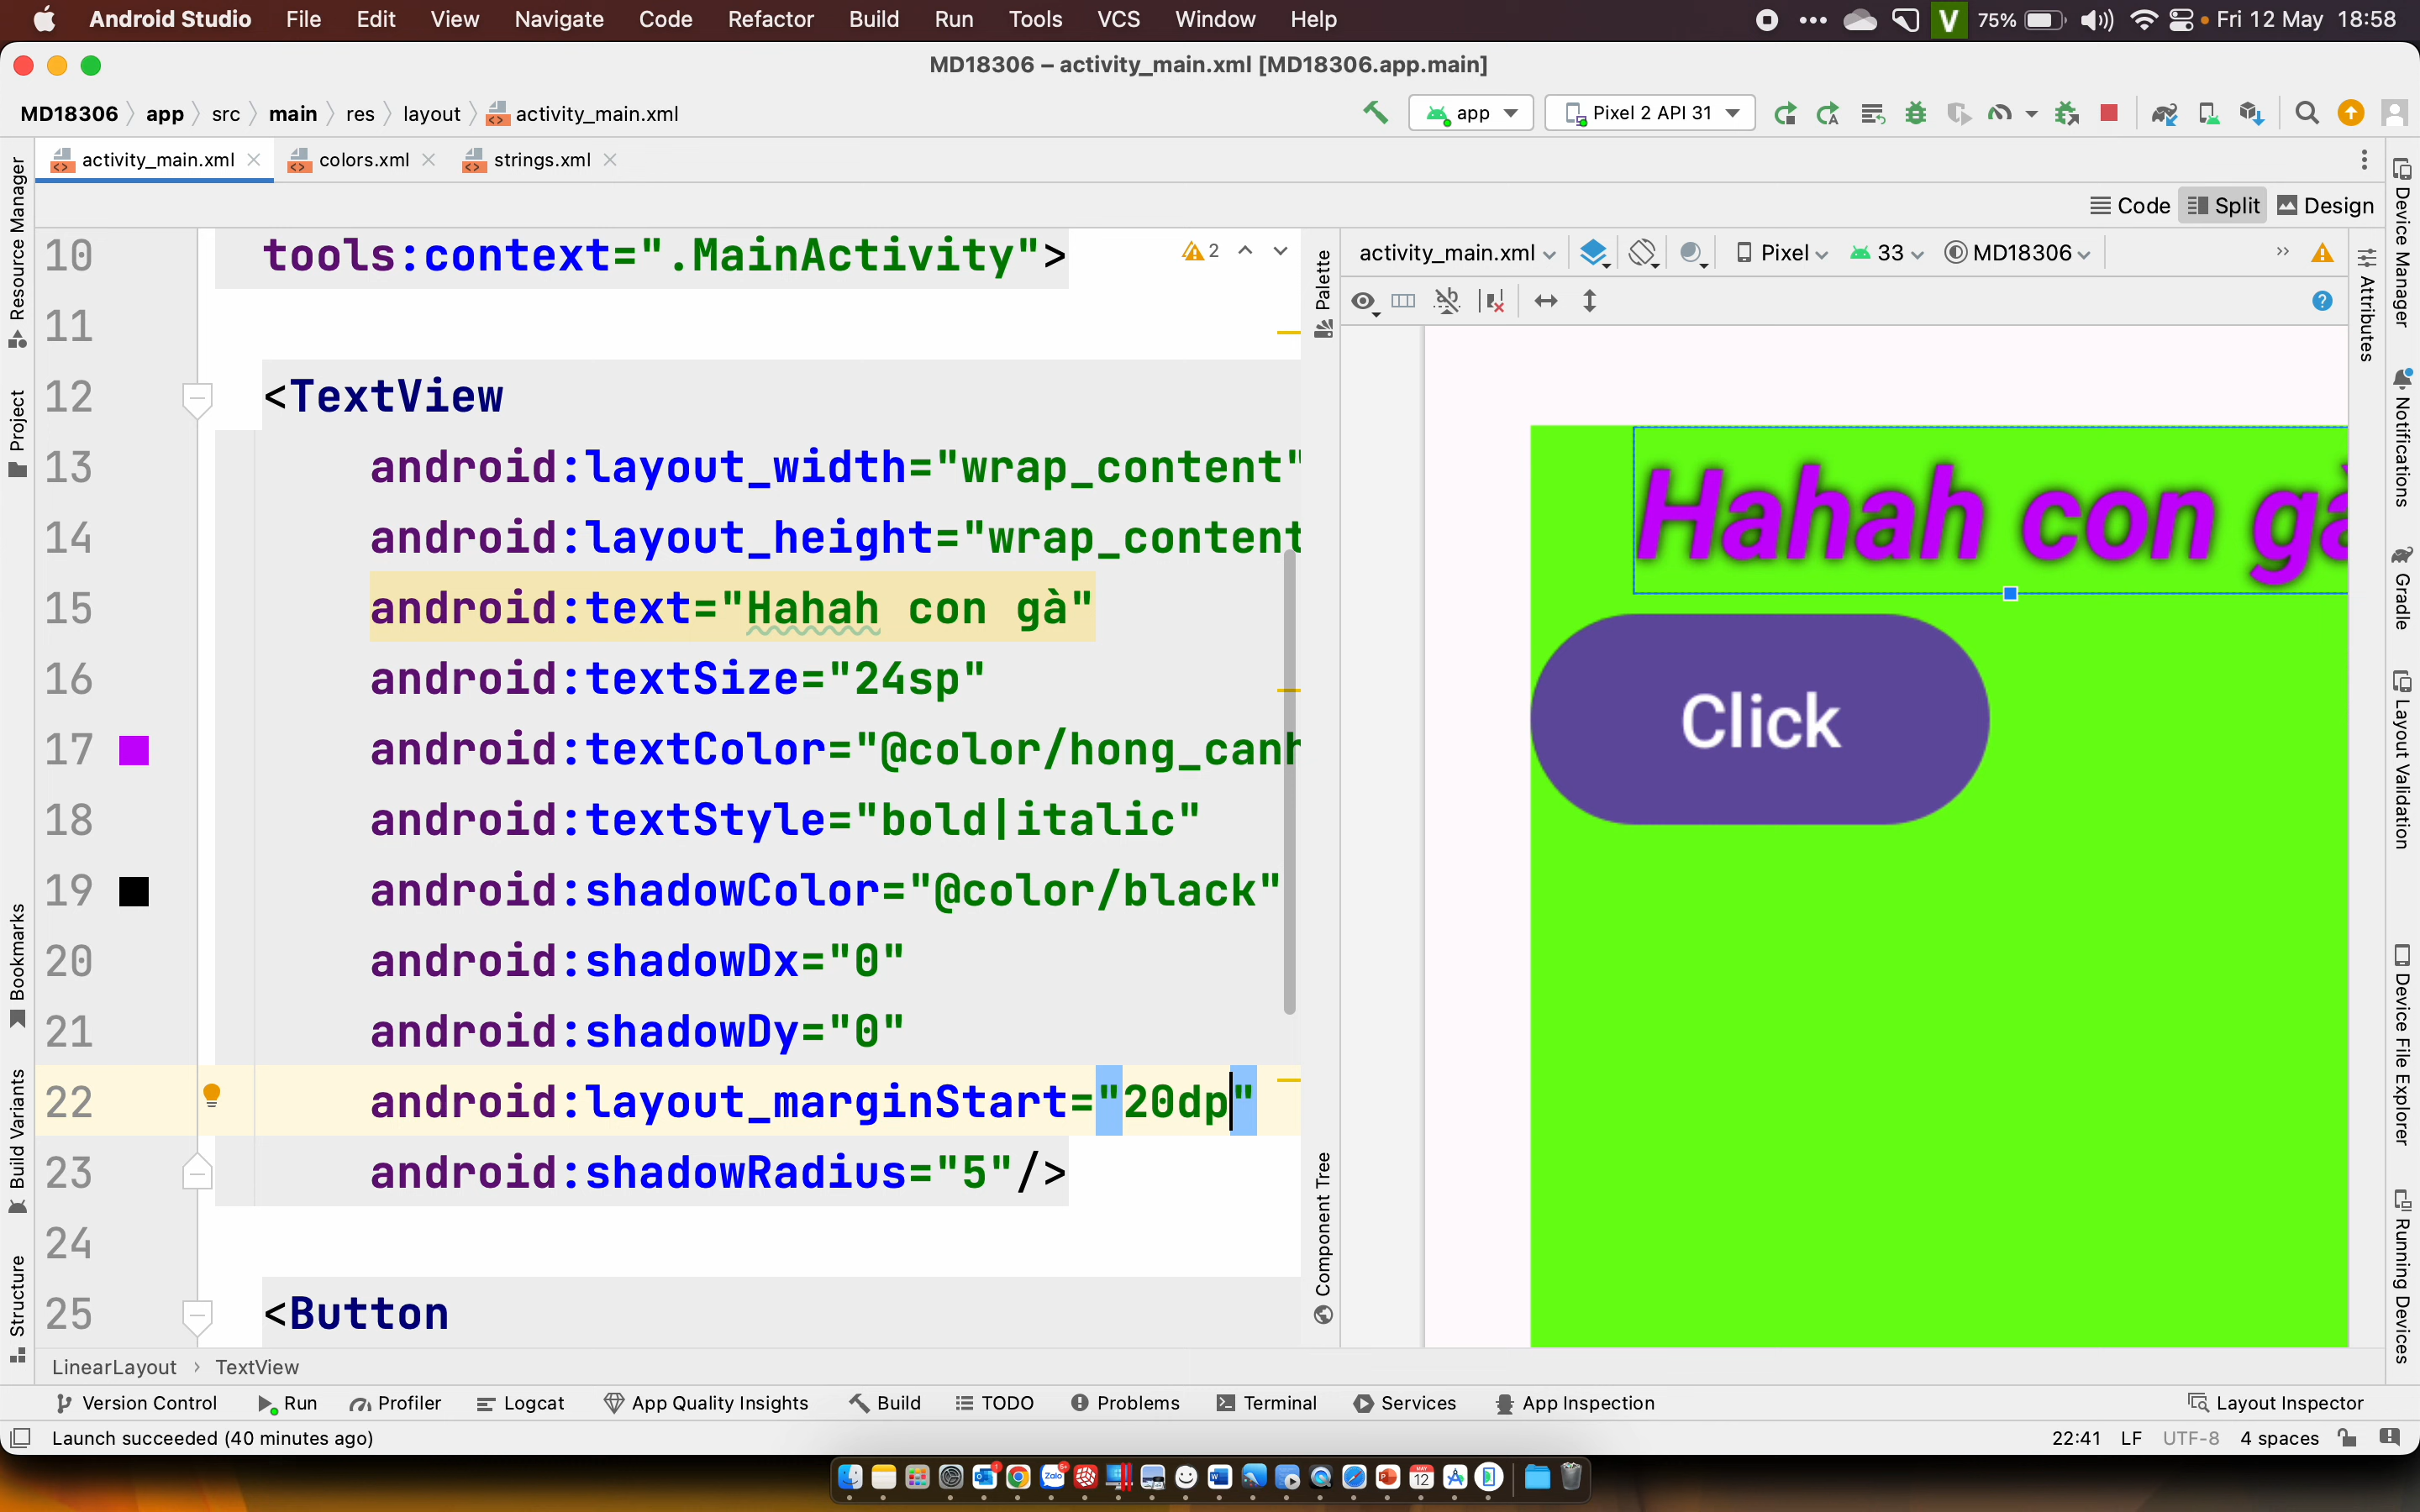 Android Studio File Edit View Navigate Code Refactor Build Run Tools VCS Window Help V 75% Fri 12 May 18:58
MD18306 – activity_main.xml [MD18306.app.main]
MD18306 app src main res layout activity_main.xml app Pixel 2 API 31
activity_main.xml colors.xml strings.xml
Code Split Design
activity_main.xml Pixel 33 MD18306
10 tools:context=".MainActivity"> 2
11
12 <TextView
13 android:layout_width="wrap_content"
14 android:layout_height="wrap_content
15 android:text="Hahah con gà"
16 android:textSize="24sp"
17 android:textColor="@color/hong_canh
18 android:textStyle="bold|italic"
19 android:shadowColor="@color/black"
20 android:shadowDx="0"
21 android:shadowDy="0"
22 android:layout_marginStart="20dp"
23 android:shadowRadius="5"/>
24
25 <Button
Hahah con gà
Click
Resource Manager
Project
Bookmarks
Build Variants
Structure
Palette
Component Tree
Attributes
Device Manager
Notifications
Gradle
Layout Validation
Device File Explorer
Running Devices
LinearLayout › TextView
Version Control Run Profiler Logcat App Quality Insights Build TODO Problems Terminal Services App Inspection Layout Inspector
Launch succeeded (40 minutes ago) 22:41 LF UTF-8 4 spaces
Zalo
12